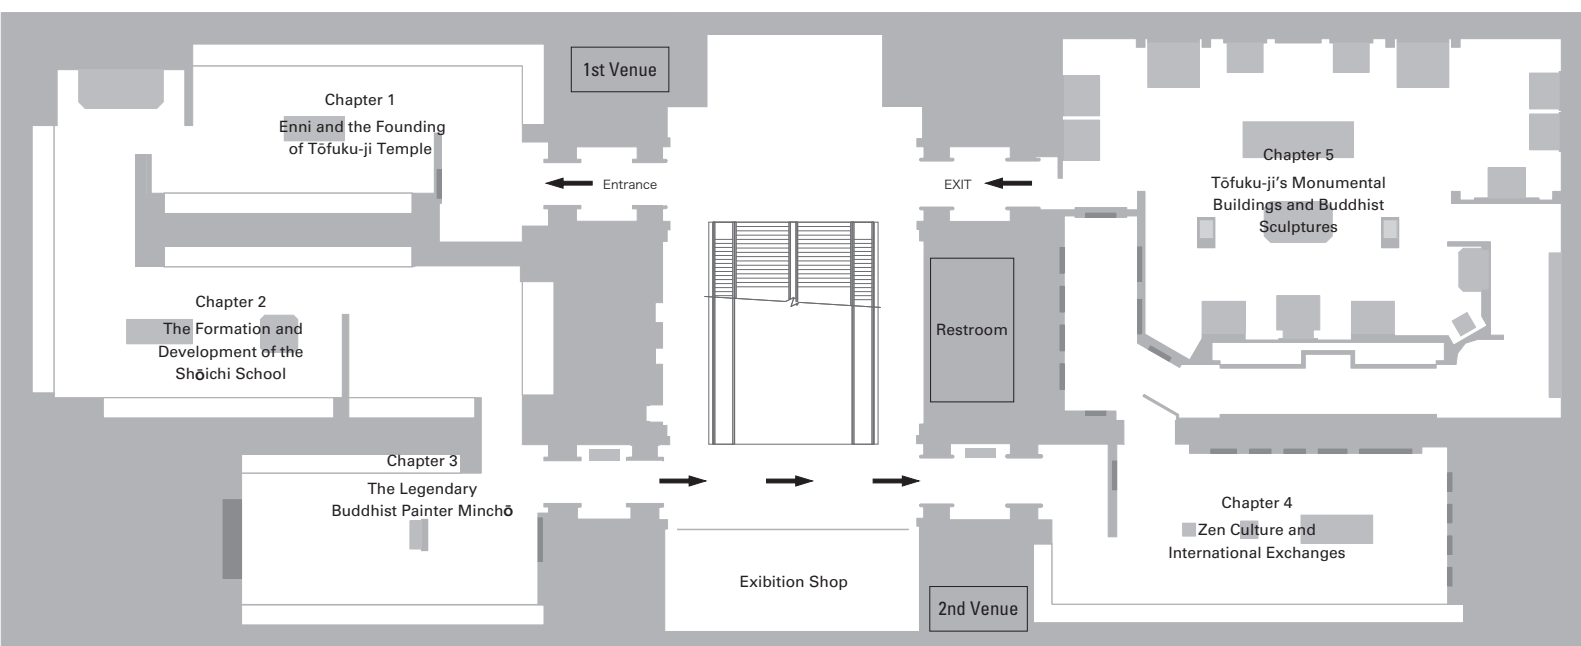 1st Venue
Chapter 1
Enni and the Founding
of Tōfuku-ji Temple
Entrance
EXIT
Chapter 5
Tōfuku-ji’s Monumental
Buildings and Buddhist
Sculptures
Chapter 2
The Formation and
Development of the
Shōichi School
Restroom
Chapter 3
The Legendary
Buddhist Painter Minchō
Chapter 4
Zen Culture and
International Exchanges
Exibition Shop
2nd Venue